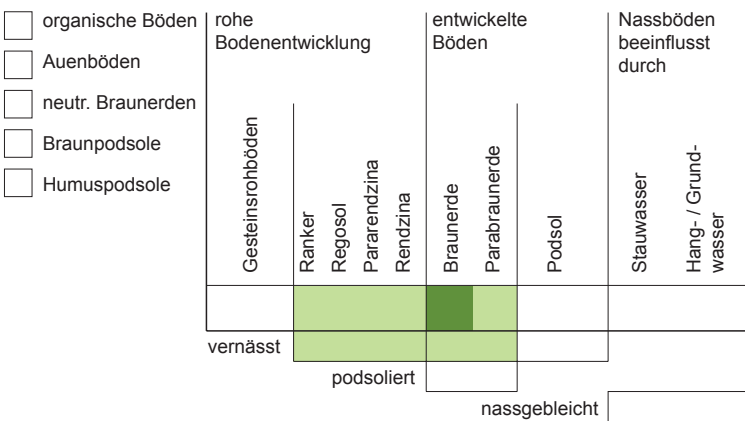 organische Böden
Auenböden
neutr. Braunerden
Braunpodsole
Humuspodsole
rohe
Bodenentwicklung
entwickelte
Böden
Nassböden
beeinflusst
durch
Gesteinsrohböden
Ranker
Regosol
Pararendzina
Rendzina
Braunerde
Parabraunerde
Podsol
Stauwasser
Hang- / Grund-
wasser
vernässt
podsoliert
nassgebleicht